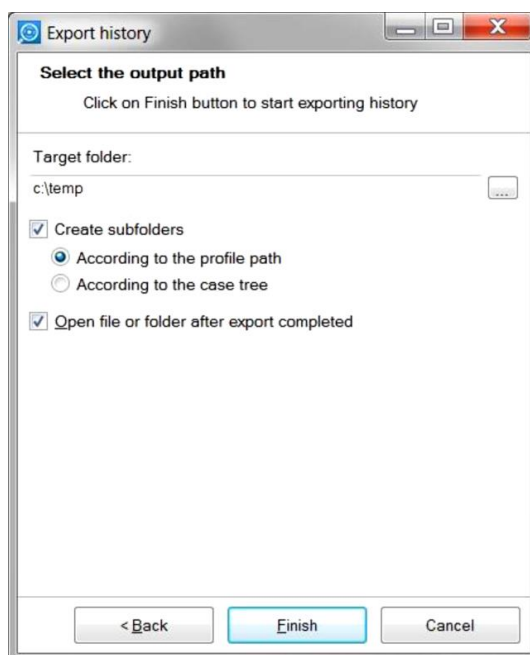 Export history
Select the output path
Click on Finish button to start exporting history
Target folder:
c:\temp
...
Create subfolders
According to the profile path
According to the case tree
Open file or folder after export completed
< Back
Finish
Cancel